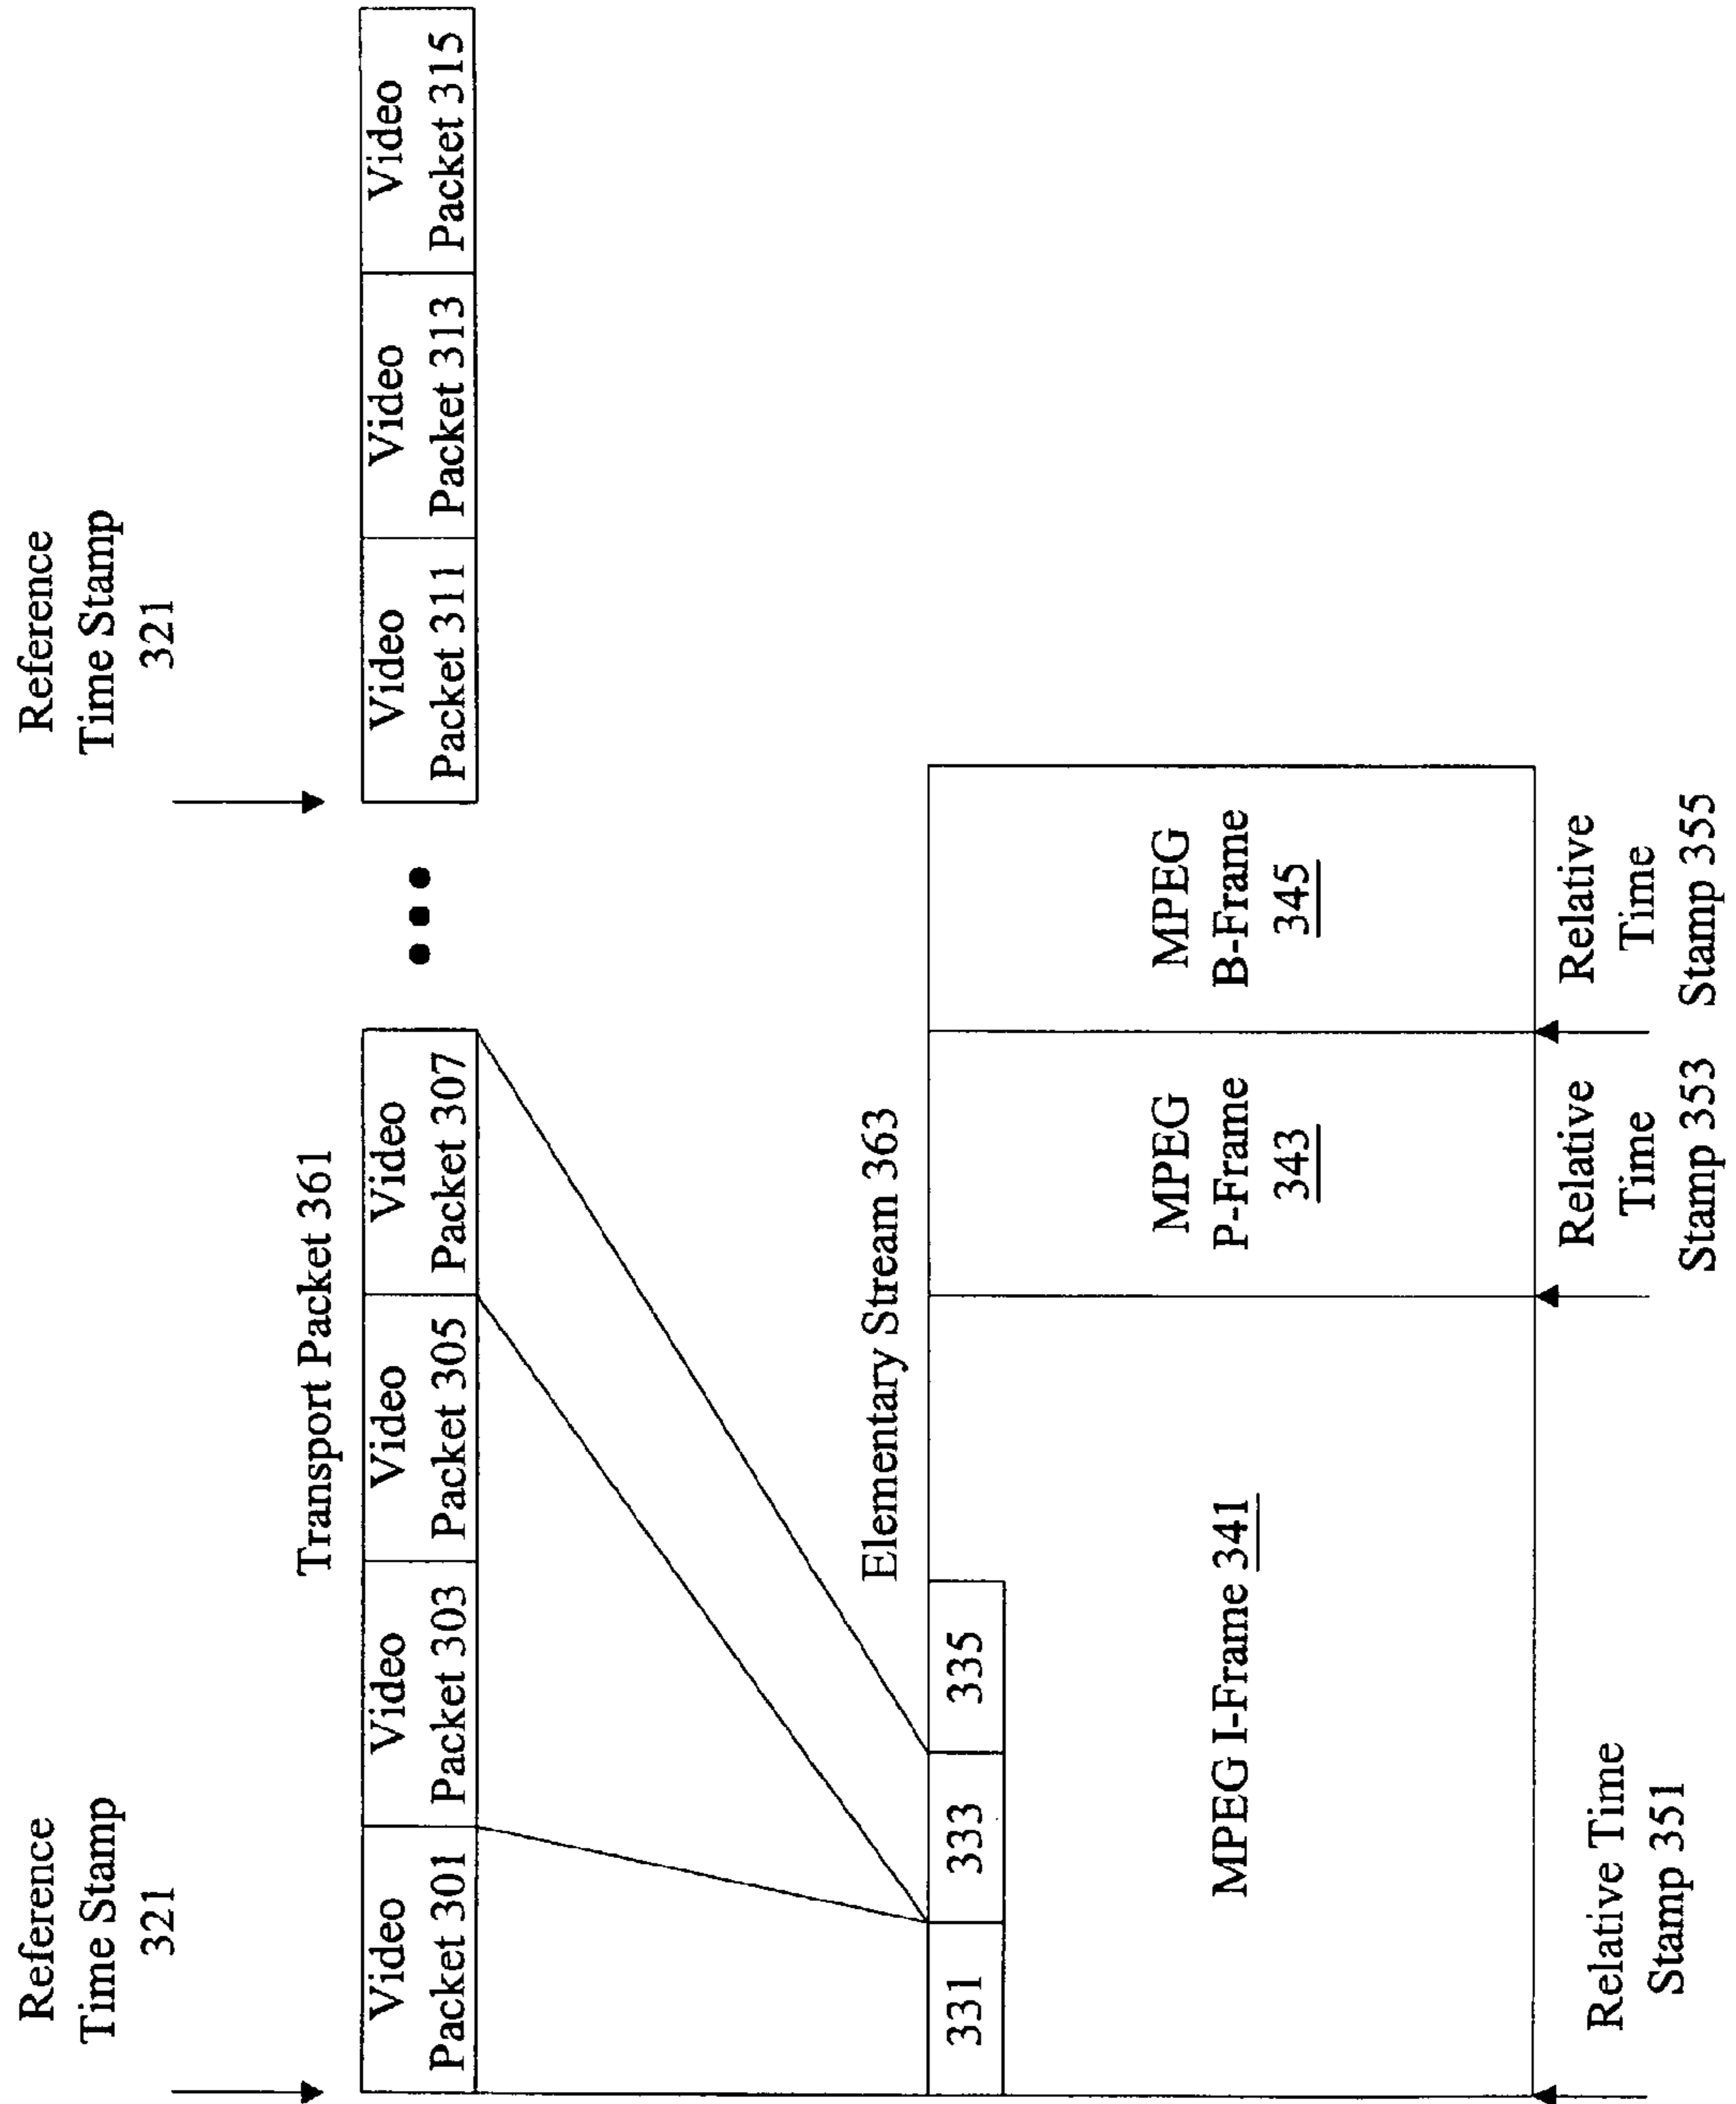 Reference
Time Stamp
321
Reference
Time Stamp
321
Transport Packet 361
Video
Packet 301
Video
Packet 303
Video
Packet 305
Video
Packet 307
Video
Packet 311
Video
Packet 313
Video
Packet 315
Elementary Stream 363
331
333
335
MPEG I-Frame 341
MPEG
P-Frame
343
MPEG
B-Frame
345
Relative Time
Stamp 351
Relative
Time
Stamp 353
Relative
Time
Stamp 355